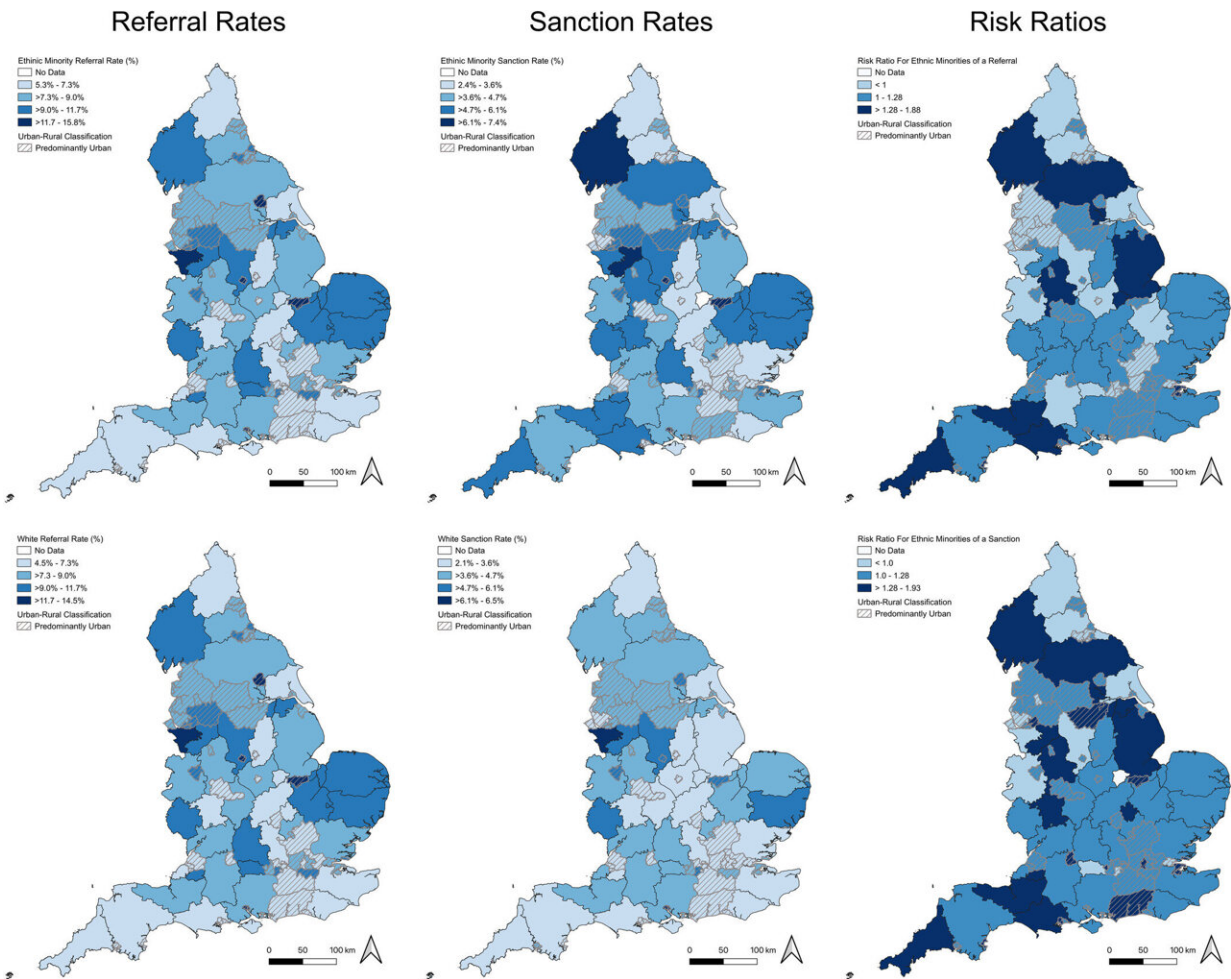 Referral Rates
Sanction Rates
Risk Ratios
Ethinic Minority Referral Rate (%)
No Data
5.3% - 7.3%
>7.3% - 9.0%
>9.0% - 11.7%
>11.7 - 15.8%
Urban-Rural Classification
Predominantly Urban
0 50 100 km
Ethnic Minority Sanction Rate (%)
No Data
2.4% - 3.6%
>3.6% - 4.7%
>4.7% - 6.1%
>6.1% - 7.4%
Urban-Rural Classification
Predominantly Urban
0 50 100 km
Risk Ratio For Ethnic Minorities of a Referral
No Data
< 1
1 - 1.28
> 1.28 - 1.88
Urban-Rural Classification
Predominantly Urban
0 50 100 km
White Referral Rate (%)
No Data
4.5% - 7.3%
>7.3 - 9.0%
>9.0% - 11.7%
>11.7 - 14.5%
Urban-Rural Classification
Predominantly Urban
0 50 100 km
White Sanction Rate (%)
No Data
2.1% - 3.6%
>3.6% - 4.7%
>4.7% - 6.1%
>6.1% - 6.5%
Urban-Rural Classification
Predominantly Urban
0 50 100 km
Risk Ratio For Ethnic Minorities of a Sanction
No Data
< 1.0
1.0 - 1.28
> 1.28 - 1.93
Urban-Rural Classification
Predominantly Urban
0 50 100 km